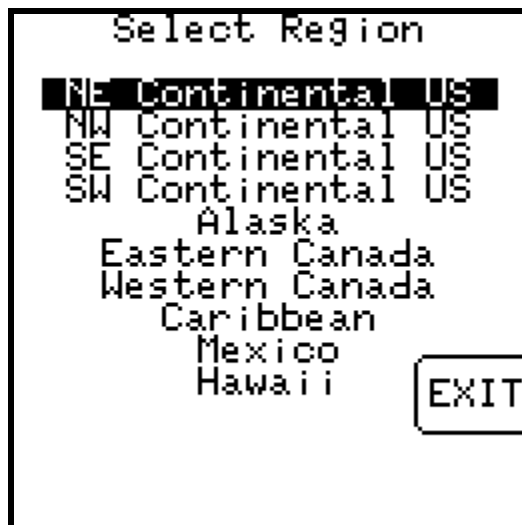 Select Region
NE Continental US
NW Continental US
SE Continental US
SW Continental US
Alaska
Eastern Canada
Western Canada
Caribbean
Mexico
Hawaii
EXIT